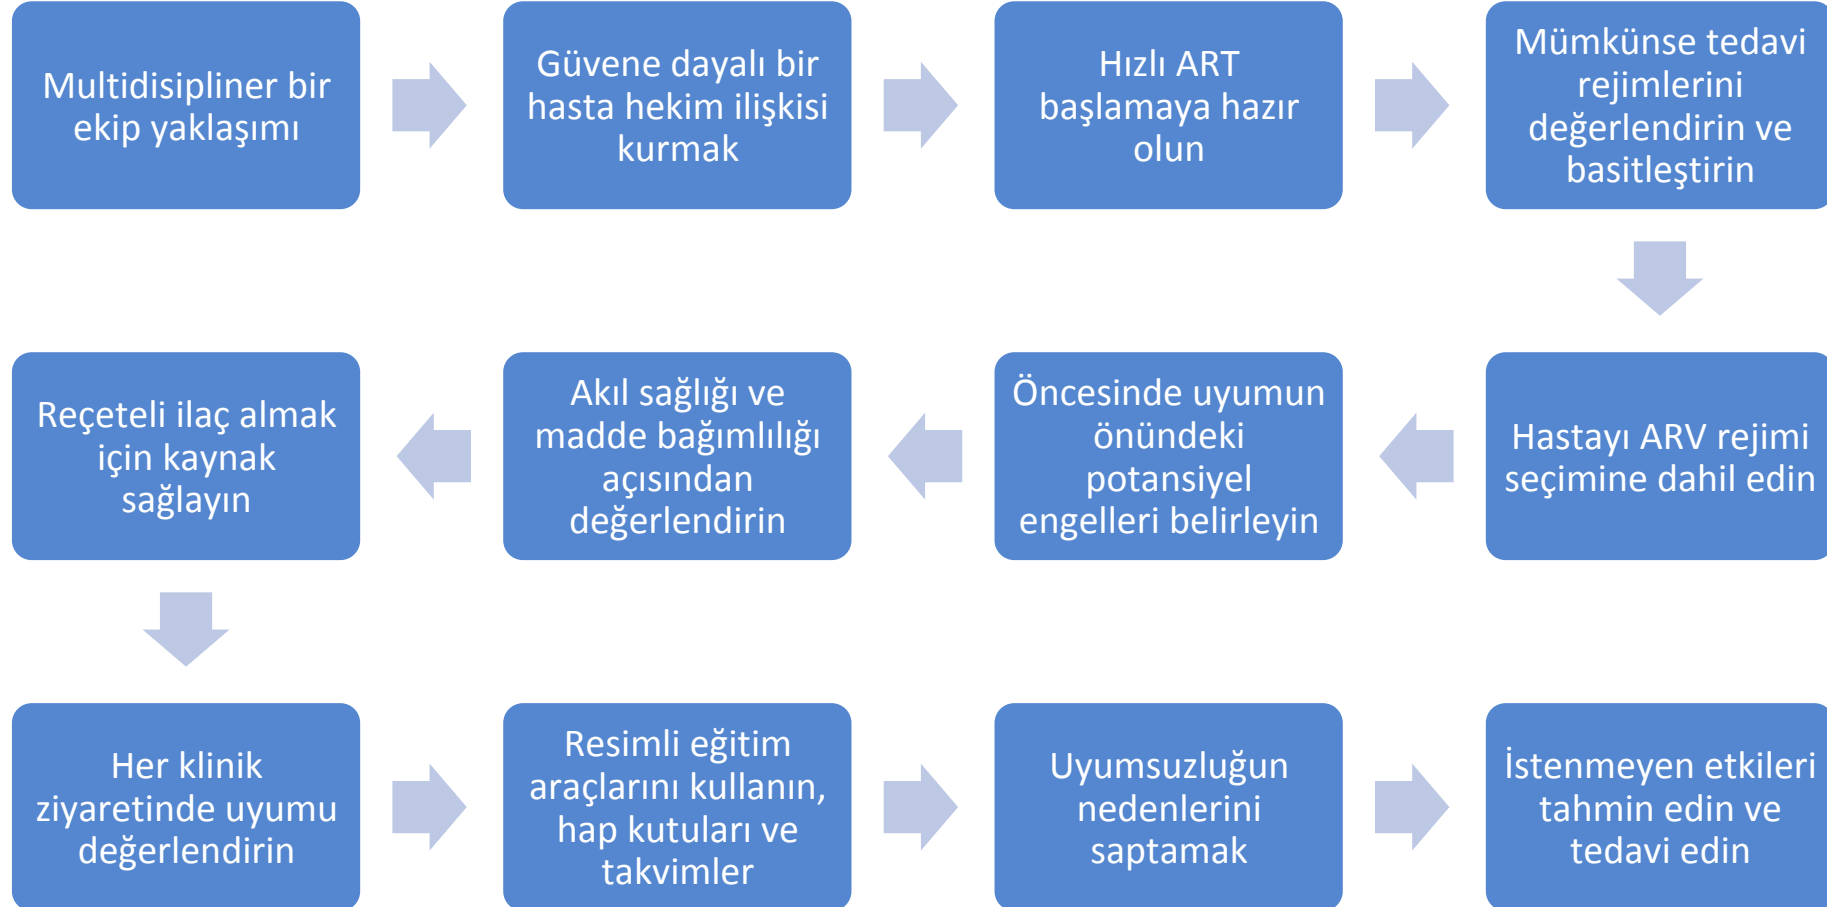 Multidisipliner bir
ekip yaklaşımı
Güvene dayalı bir
hasta hekim ilişkisi
kurmak
Hızlı ART
başlamaya hazır
olun
Mümkünse tedavi
rejimlerini
değerlendirin ve
basitleştirin
Hastayı ARV rejimi
seçimine dahil edin
Öncesinde uyumun
önündeki
potansiyel
engelleri belirleyin
Akıl sağlığı ve
madde bağımlılığı
açısından
değerlendirin
Reçeteli ilaç almak
için kaynak
sağlayın
Her klinik
ziyaretinde uyumu
değerlendirin
Resimli eğitim
araçlarını kullanın,
hap kutuları ve
takvimler
Uyumsuzluğun
nedenlerini
saptamak
İstenmeyen etkileri
tahmin edin ve
tedavi edin